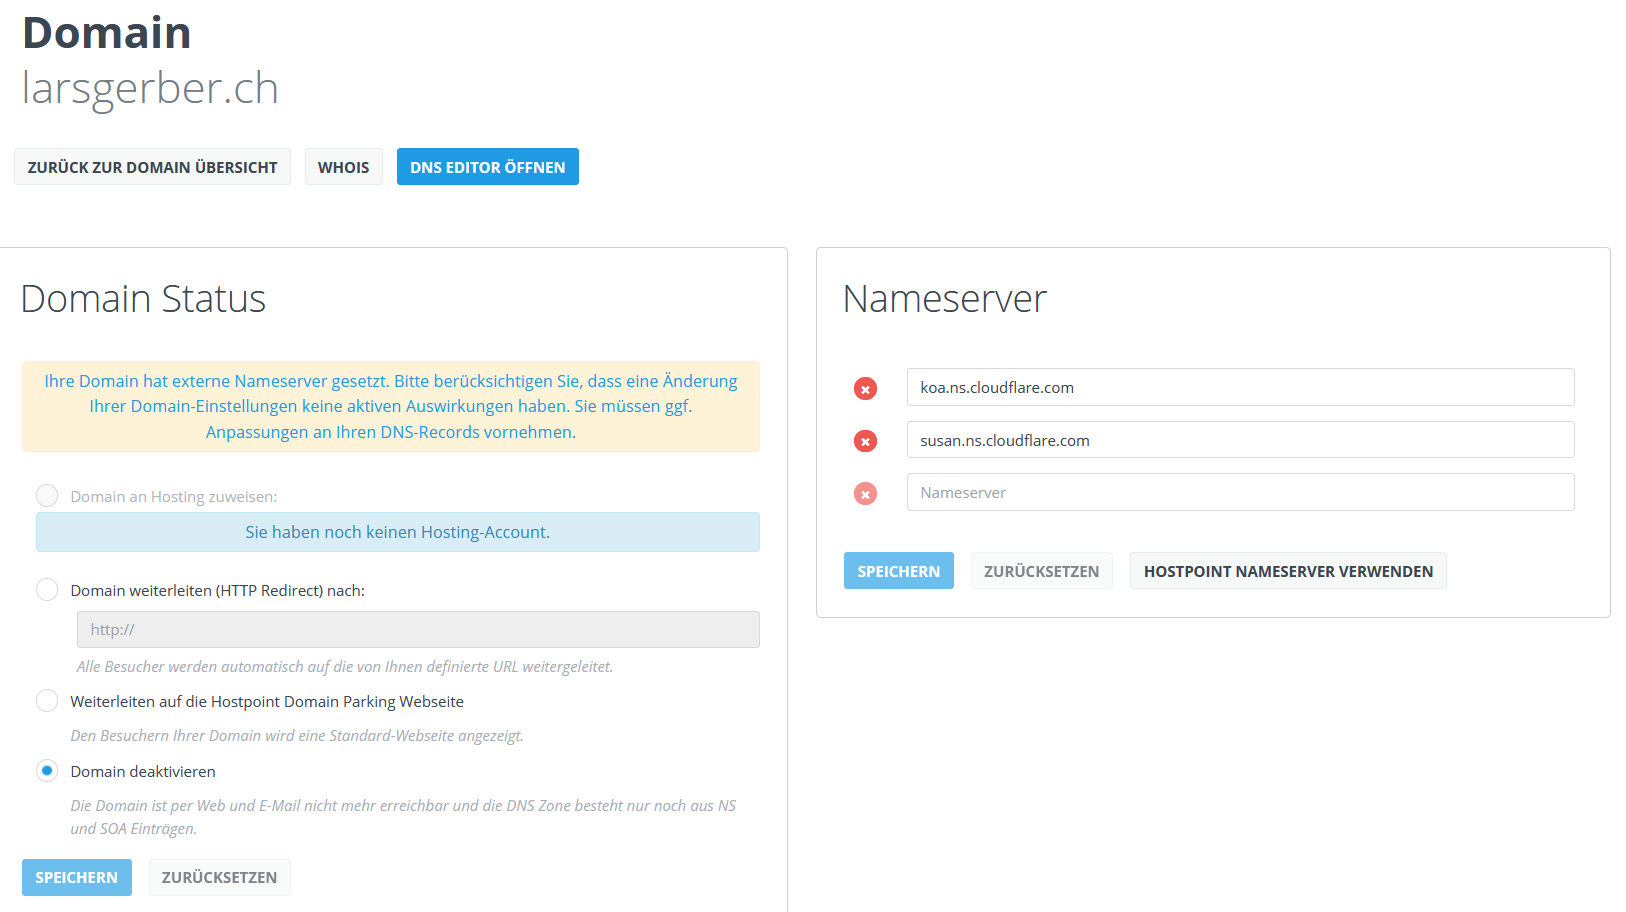 Domain
larsgerber.ch
ZURÜCK ZUR DOMAIN ÜBERSICHT
WHOIS
DNS EDITOR ÖFFNEN
Domain Status
Ihre Domain hat externe Nameserver gesetzt. Bitte berücksichtigen Sie, dass eine Änderung
Ihrer Domain-Einstellungen keine aktiven Auswirkungen haben. Sie müssen ggf.
Anpassungen an Ihren DNS-Records vornehmen.
Domain an Hosting zuweisen:
Sie haben noch keinen Hosting-Account.
Domain weiterleiten (HTTP Redirect) nach:
http://
Alle Besucher werden automatisch auf die von Ihnen definierte URL weitergeleitet.
Weiterleiten auf die Hostpoint Domain Parking Webseite
Den Besuchern Ihrer Domain wird eine Standard-Webseite angezeigt.
Domain deaktivieren
Die Domain ist per Web und E-Mail nicht mehr erreichbar und die DNS Zone besteht nur noch aus NS
und SOA Einträgen.
SPEICHERN
ZURÜCKSETZEN
Nameserver
koa.ns.cloudflare.com
susan.ns.cloudflare.com
Nameserver
SPEICHERN
ZURÜCKSETZEN
HOSTPOINT NAMESERVER VERWENDEN